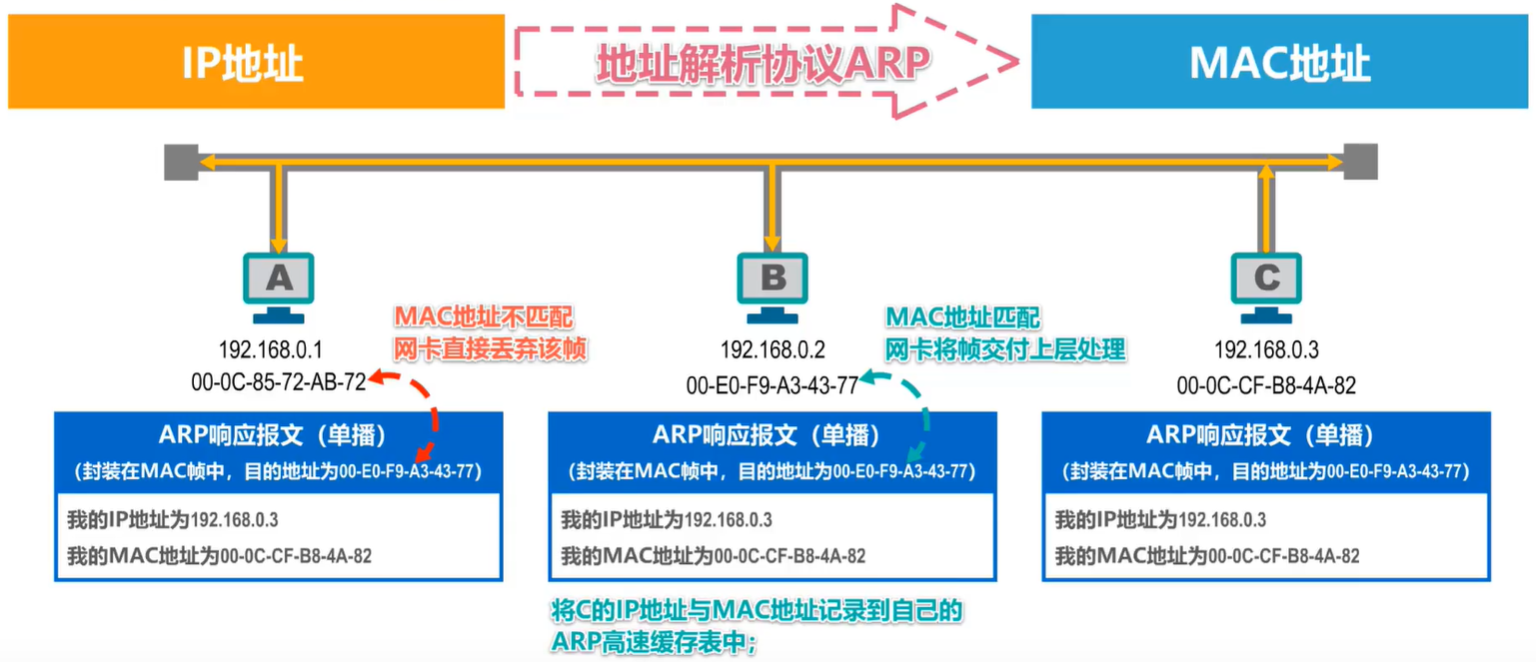 IP地址
地址解析协议ARP
MAC地址
A
B
C
MAC地址不匹配
网卡直接丢弃该帧
MAC地址匹配
网卡将帧交付上层处理
192.168.0.1
00-0C-85-72-AB-72
192.168.0.2
00-E0-F9-A3-43-77
192.168.0.3
00-0C-CF-B8-4A-82
ARP响应报文（单播）
（封装在MAC帧中，目的地址为00-E0-F9-A3-43-77）
我的IP地址为192.168.0.3
我的MAC地址为00-0C-CF-B8-4A-82
ARP响应报文（单播）
（封装在MAC帧中，目的地址为00-E0-F9-A3-43-77）
我的IP地址为192.168.0.3
我的MAC地址为00-0C-CF-B8-4A-82
ARP响应报文（单播）
（封装在MAC帧中，目的地址为00-E0-F9-A3-43-77）
我的IP地址为192.168.0.3
我的MAC地址为00-0C-CF-B8-4A-82
将C的IP地址与MAC地址记录到自己的
ARP高速缓存表中；